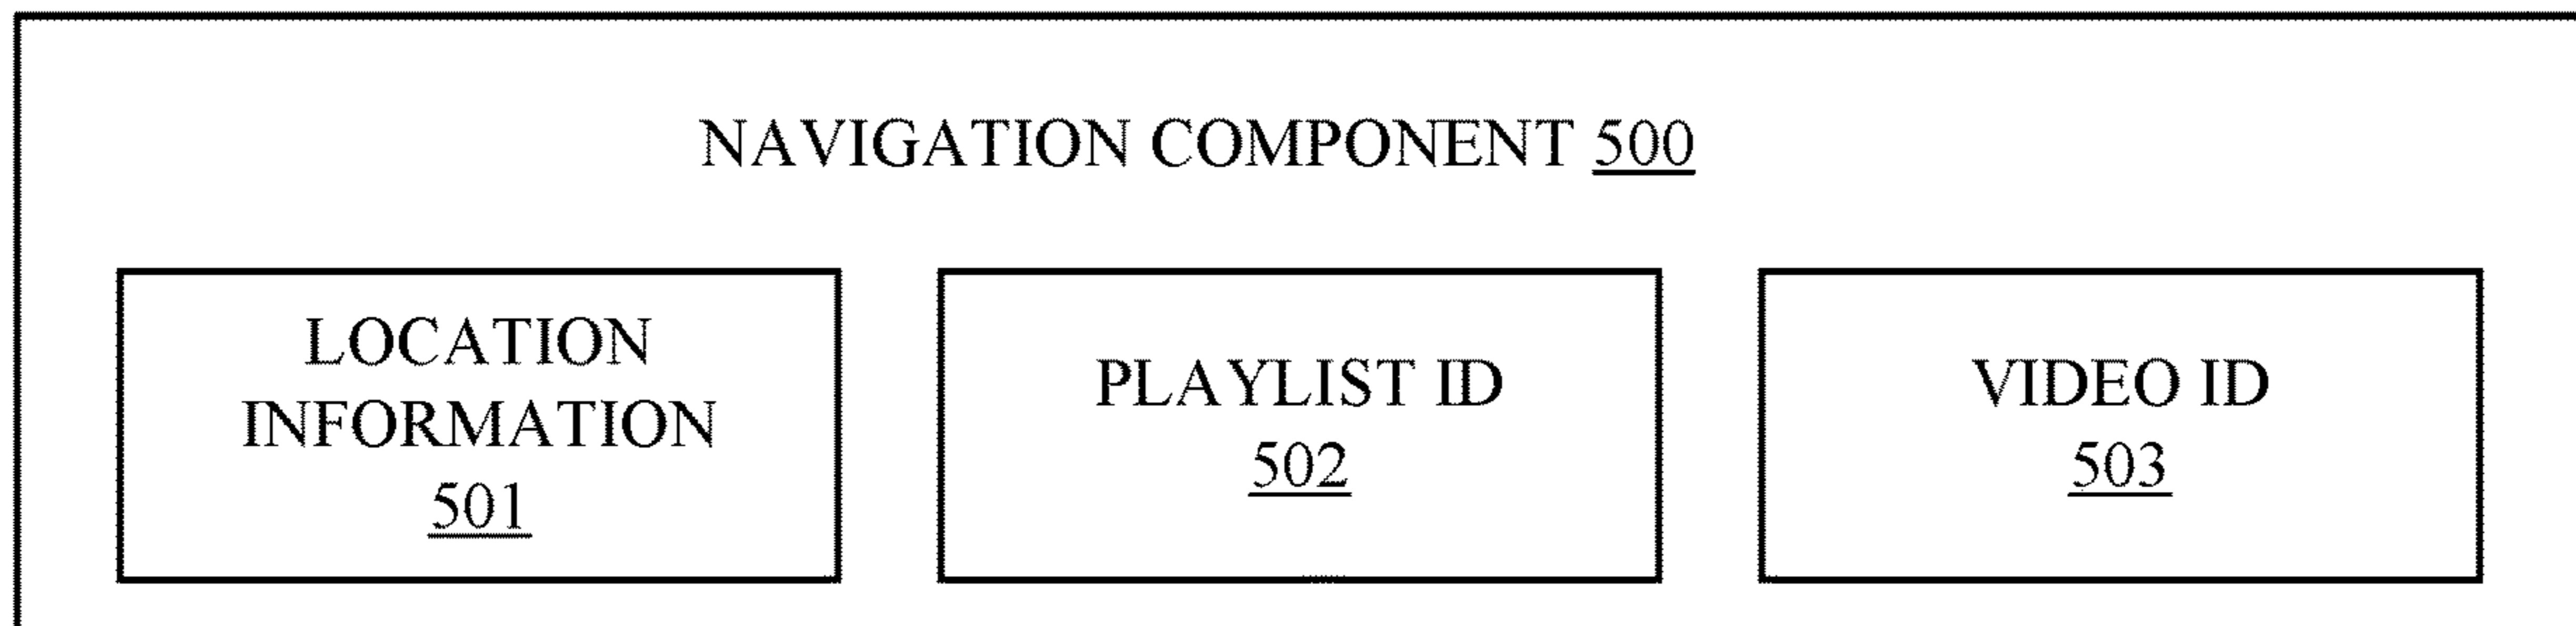 NAVIGATION COMPONENT 500
LOCATION
INFORMATION
501
PLAYLIST ID
502
VIDEO ID
503